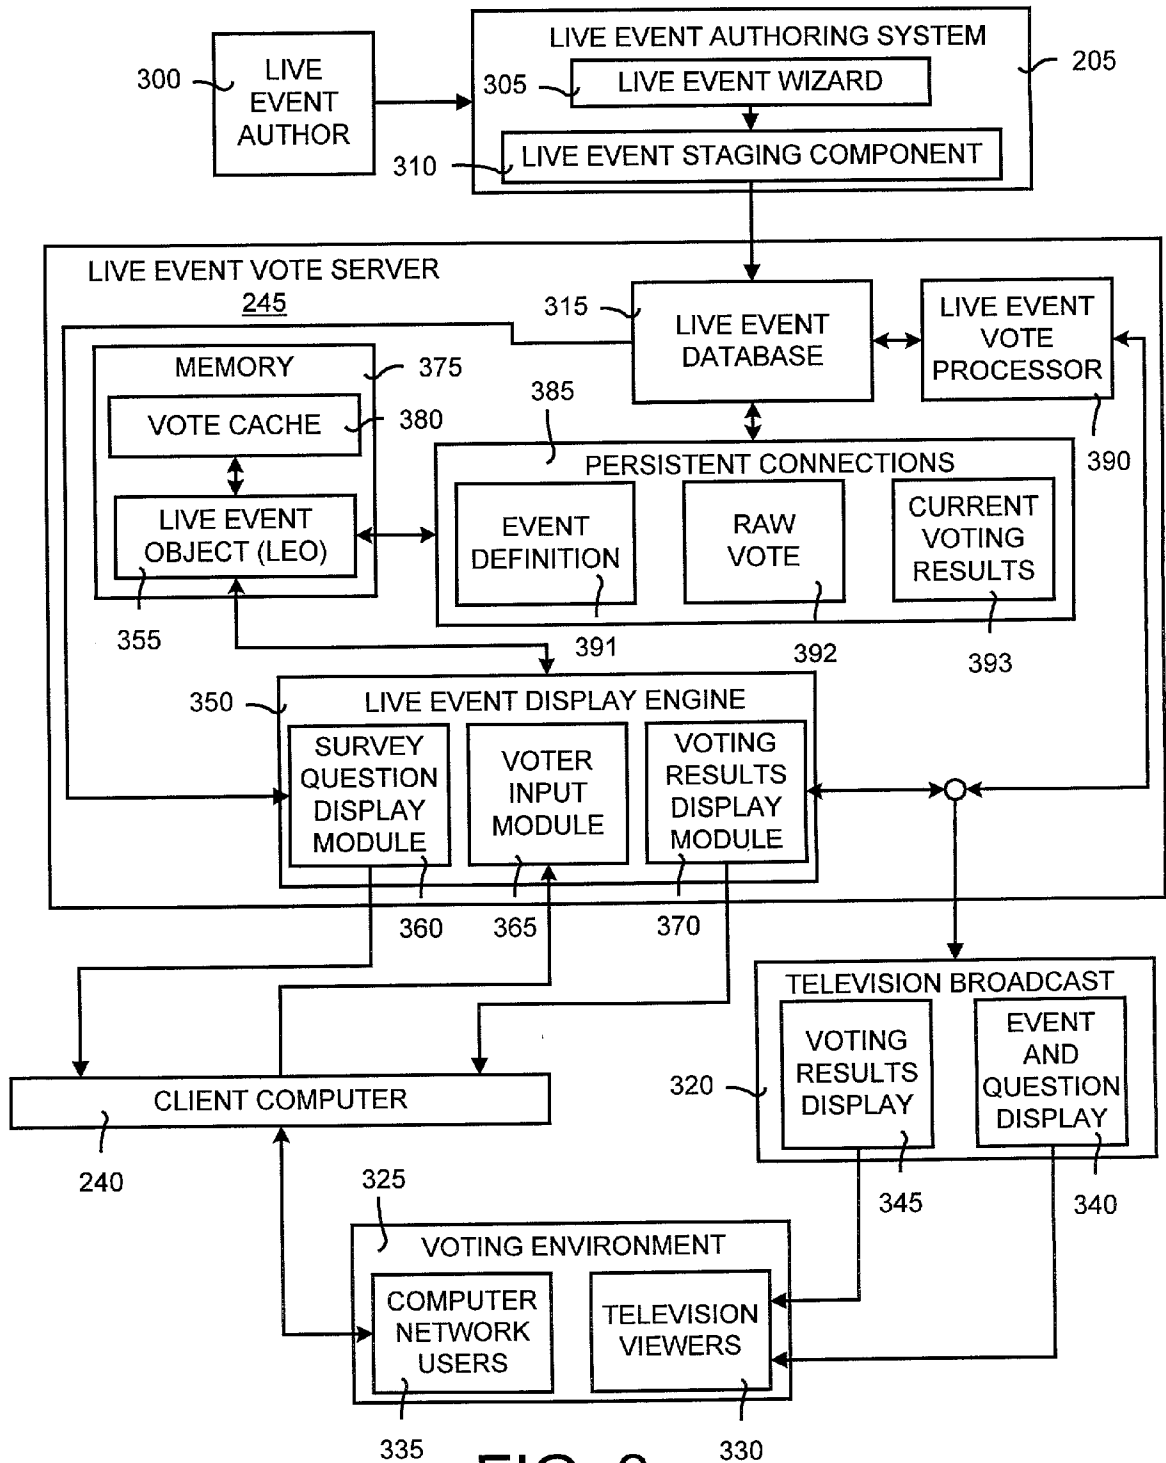 LIVE EVENT AUTHORING SYSTEM
205
300
LIVE
EVENT
AUTHOR
305
LIVE EVENT WIZARD
310
LIVE EVENT STAGING COMPONENT
LIVE EVENT VOTE SERVER
245
315
LIVE EVENT
DATABASE
LIVE EVENT
VOTE
PROCESSOR
390
MEMORY
375
VOTE CACHE
380
LIVE EVENT
OBJECT (LEO)
355
385
PERSISTENT CONNECTIONS
EVENT
DEFINITION
391
RAW
VOTE
392
CURRENT
VOTING
RESULTS
393
350
LIVE EVENT DISPLAY ENGINE
SURVEY
QUESTION
DISPLAY
MODULE
360
VOTER
INPUT
MODULE
365
VOTING
RESULTS
DISPLAY
MODULE
370
TELEVISION BROADCAST
320
VOTING
RESULTS
DISPLAY
345
EVENT
AND
QUESTION
DISPLAY
340
CLIENT COMPUTER
240
325
VOTING ENVIRONMENT
COMPUTER
NETWORK
USERS
335
TELEVISION
VIEWERS
330
FIG.